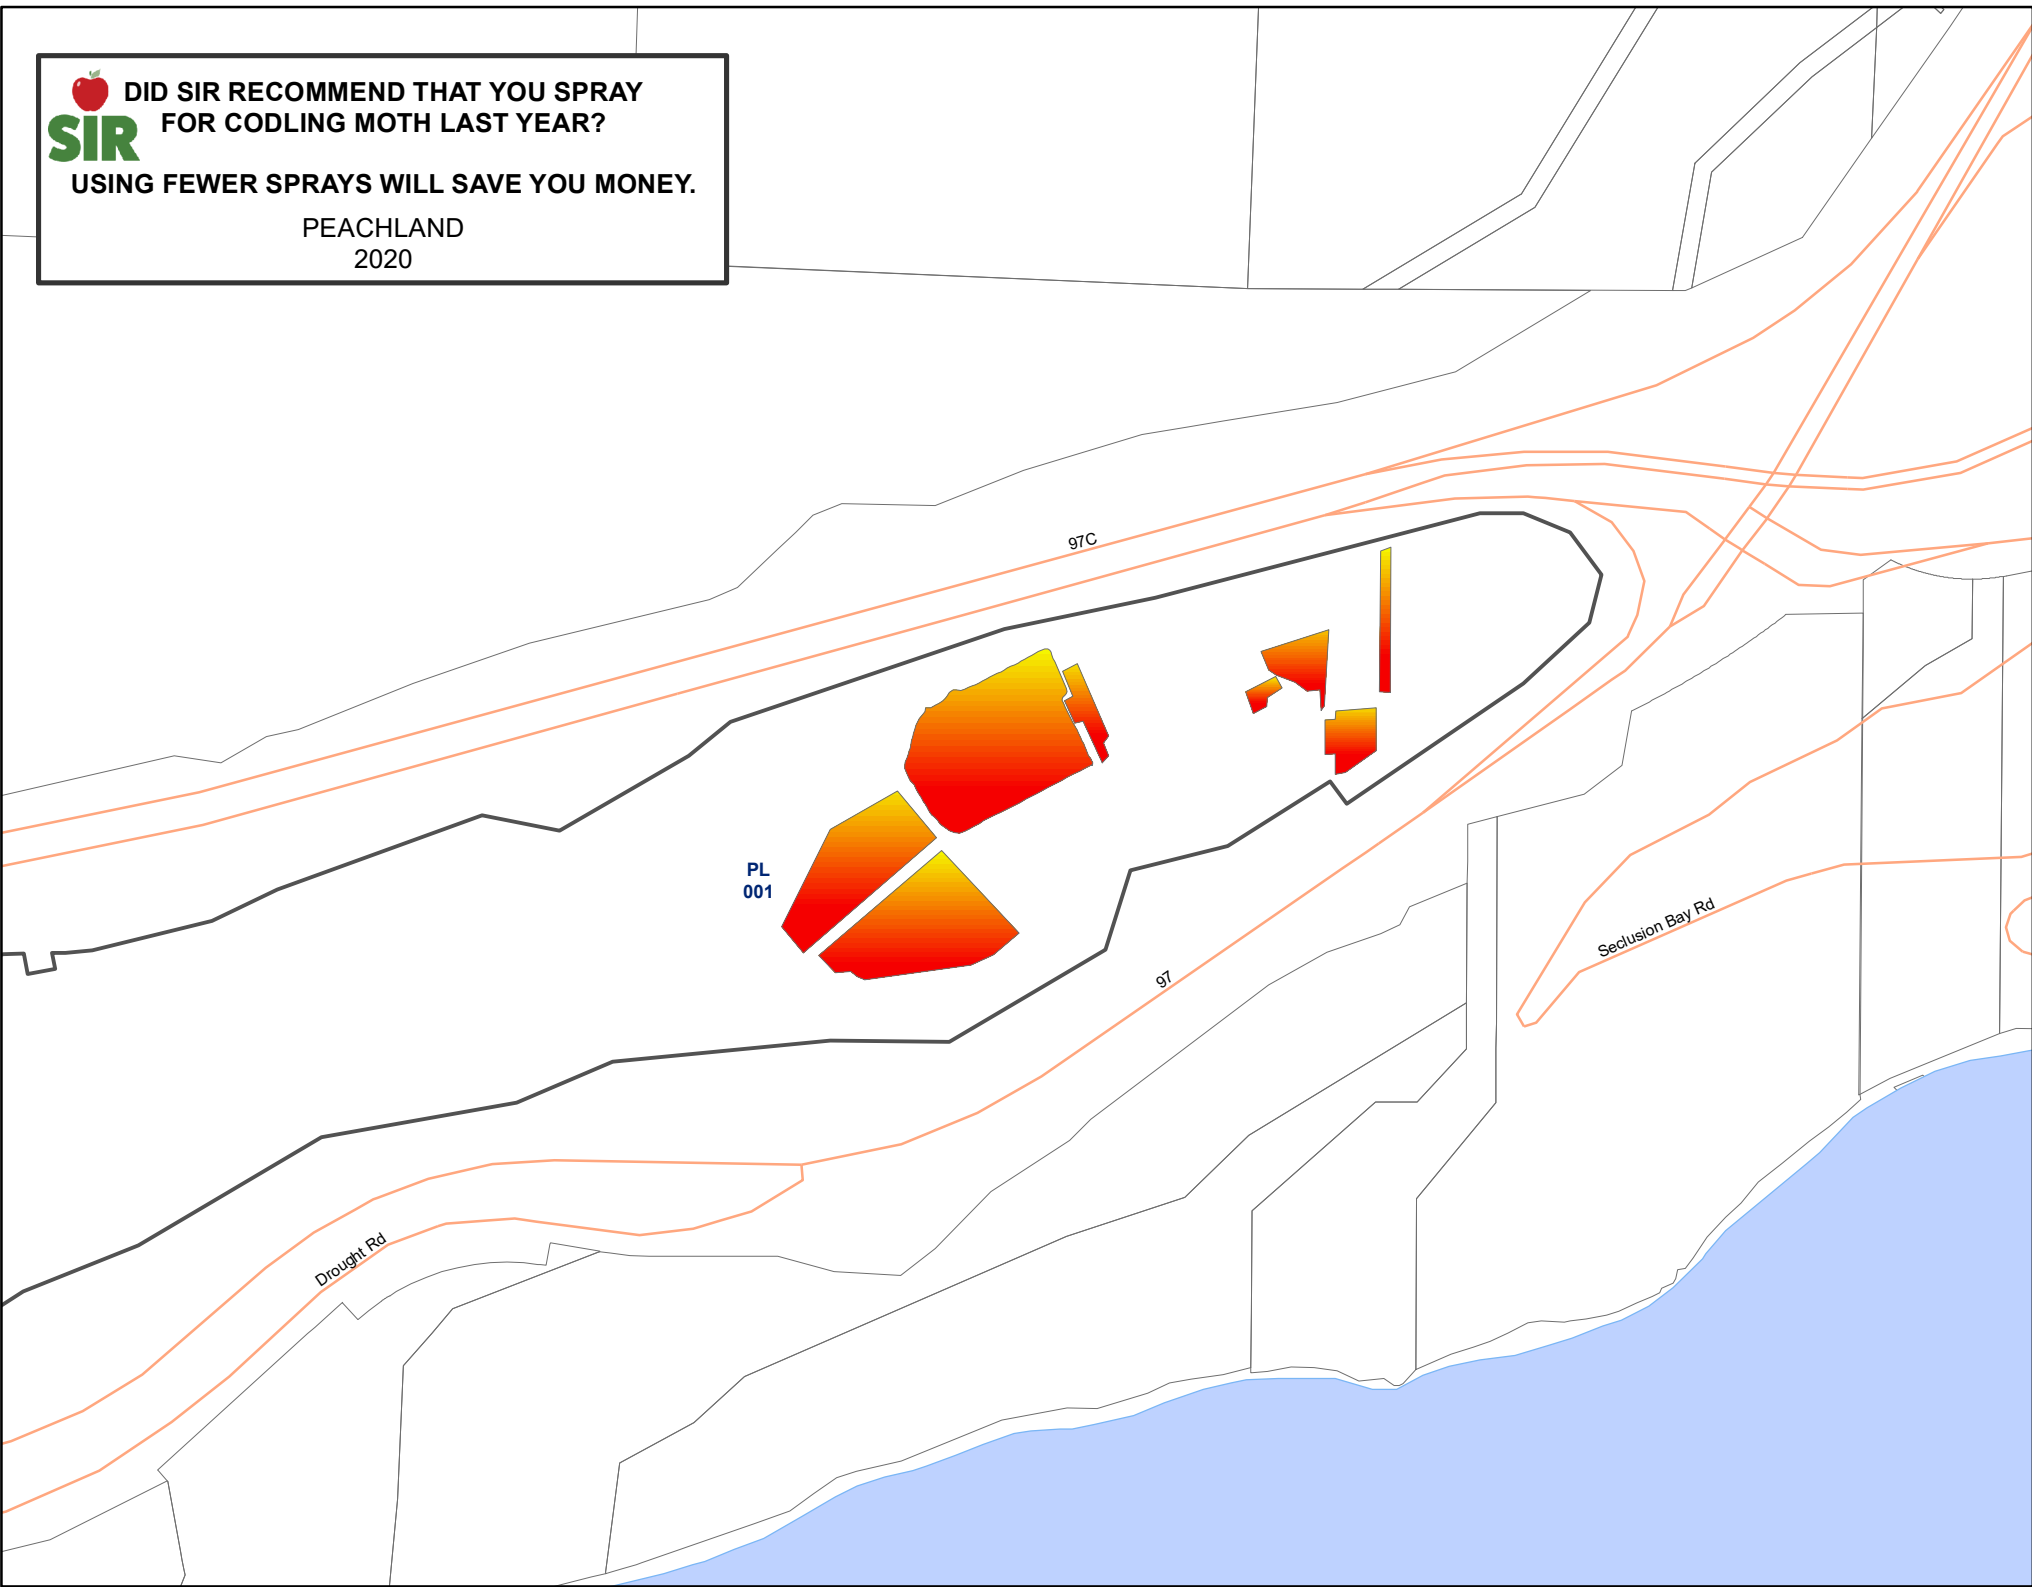 SIR
DID SIR RECOMMEND THAT YOU SPRAY
FOR CODLING MOTH LAST YEAR?
USING FEWER SPRAYS WILL SAVE YOU MONEY.
PEACHLAND
2020
97C
PL
001
Seclusion Bay Rd
97
Drought Rd